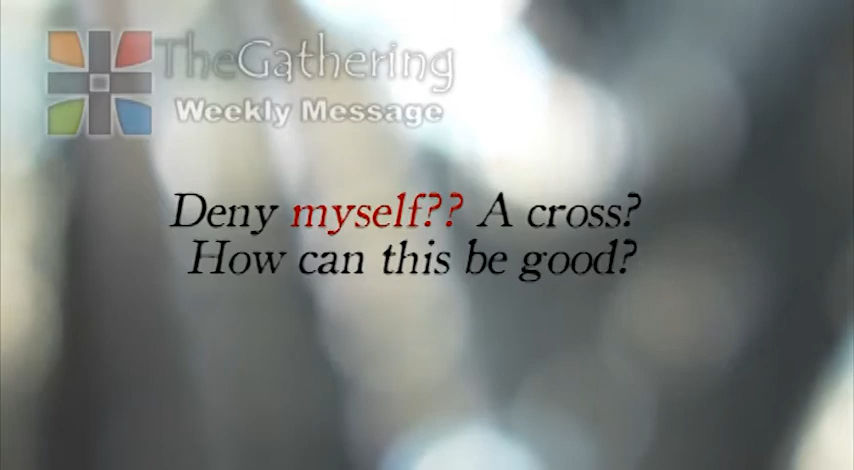 TheGathering
Weekly Message
Deny myself?? A cross?
How can this be good?